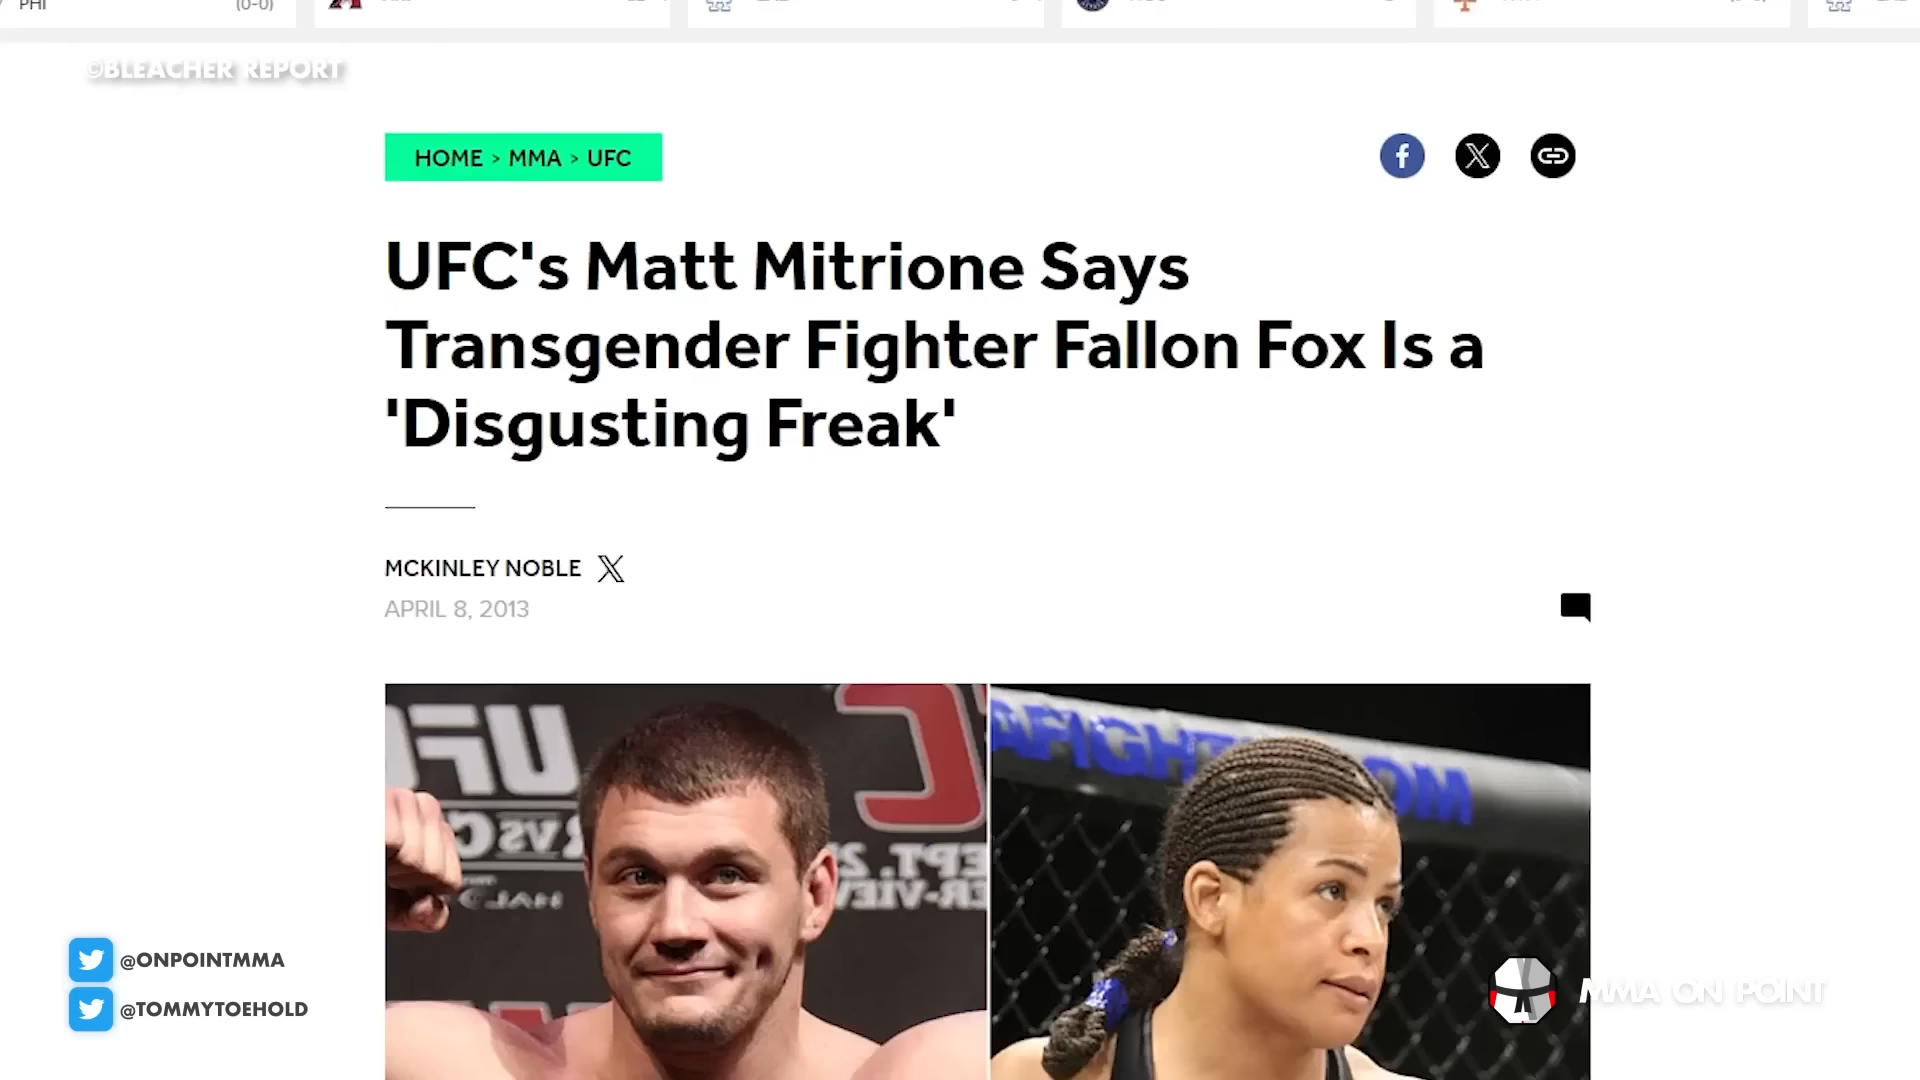 PHI
(0-0)
©BLEACHER REPORT
HOME > MMA > UFC
UFC's Matt Mitrione Says
Transgender Fighter Fallon Fox Is a
'Disgusting Freak'
MCKINLEY NOBLE
APRIL 8, 2013
UFC
@ONPOINTMMA
@TOMMYTOEHOLD
MMA ON POINT